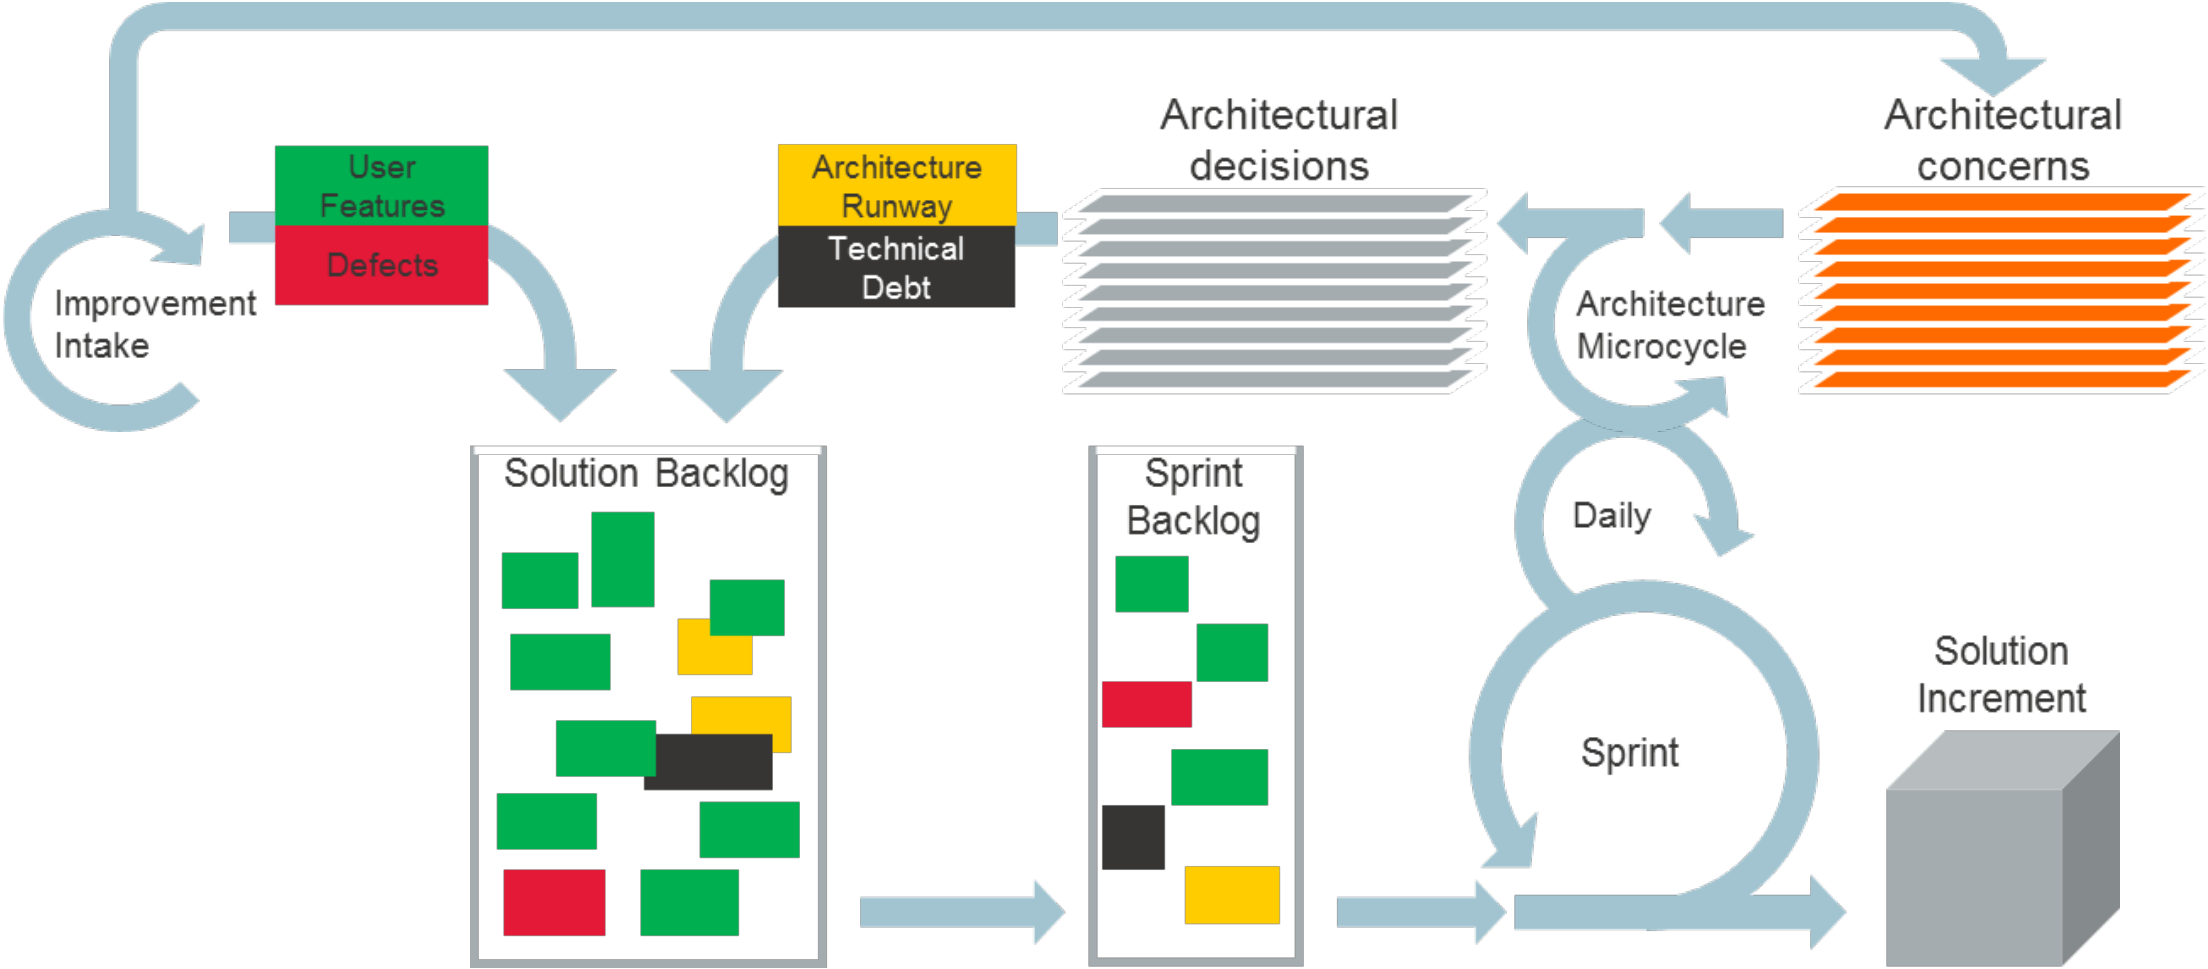 Architectural
decisions
Architectural
concerns
User
Features
Defects
Architecture
Runway
Technical
Debt
Improvement
Intake
Architecture
Microcycle
Solution Backlog
Sprint
Backlog
Daily
Sprint
Solution
Increment